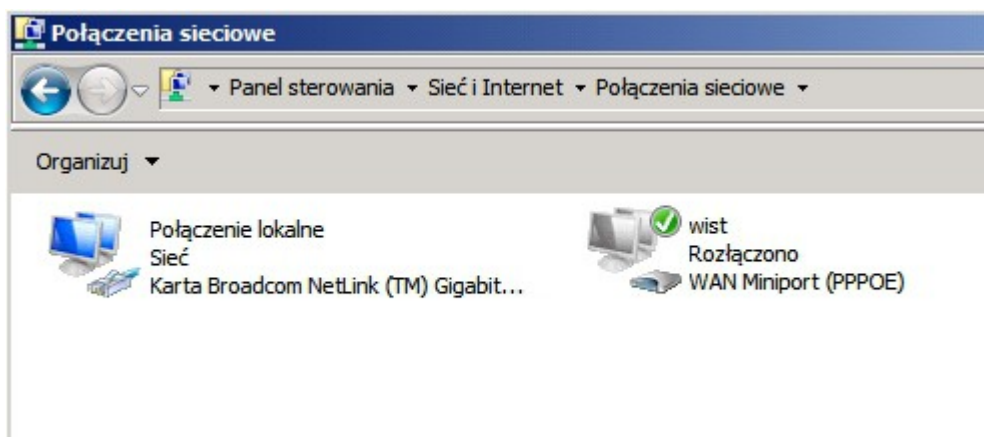 Połączenia sieciowe
Panel sterowania Sieć i Internet Połączenia sieciowe
Organizuj
Połączenie lokalne
Sieć
Karta Broadcom NetLink (TM) Gigabit...
wist
Rozłączono
WAN Miniport (PPPOE)